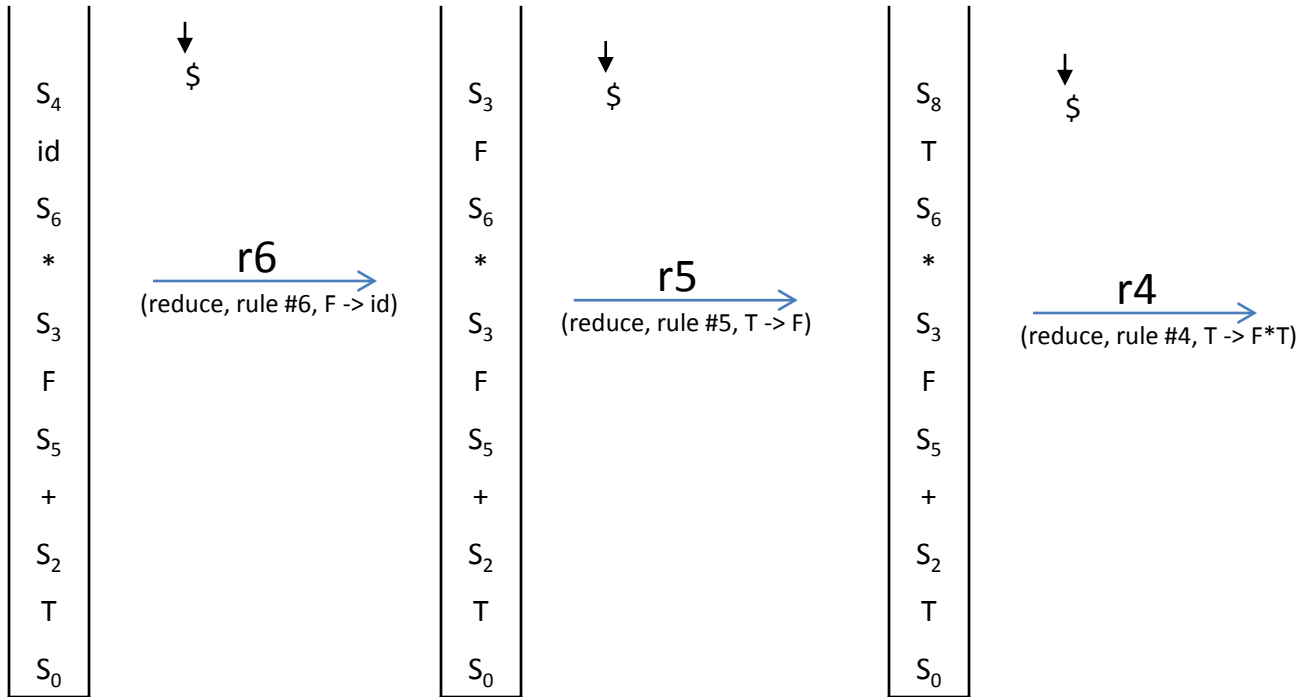 $
S₄
id
S₆
*
S₃
F
S₅
+
S₂
T
S₀
r6
(reduce, rule #6, F -> id)
$
S₃
F
S₆
*
S₃
F
S₅
+
S₂
T
S₀
r5
(reduce, rule #5, T -> F)
$
S₈
T
S₆
*
S₃
F
S₅
+
S₂
T
S₀
r4
(reduce, rule #4, T -> F*T)